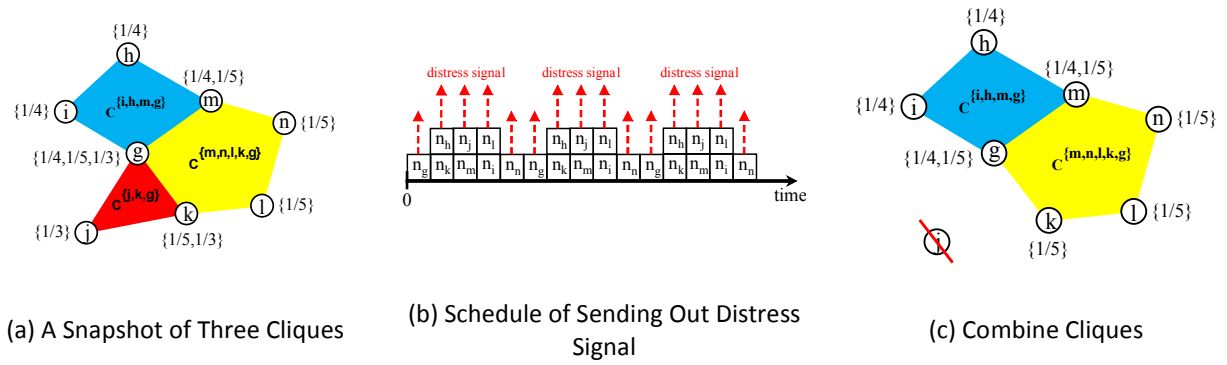 {1/4}
h
{1/4,1/5}
m
C{i,h,m,g}
{1/4}
i
n
{1/5}
{1/4,1/5,1/3}
g
C{m,n,l,k,g}
C{j,k,g}
{1/3}
j
k
{1/5,1/3}
l
{1/5}
(a) A Snapshot of Three Cliques
distress signal distress signal distress signal
nh nj nl nh nj nl nh nj nl
ng nk nm ni nn ng nk nm ni nn ng nk nm ni nn
0
time
(b) Schedule of Sending Out Distress
Signal
{1/4}
h
{1/4,1/5}
m
C{i,h,m,g}
{1/4}
i
n
{1/5}
{1/4,1/5}
g
C{m,n,l,k,g}
k
{1/5}
l
{1/5}
j
(c) Combine Cliques